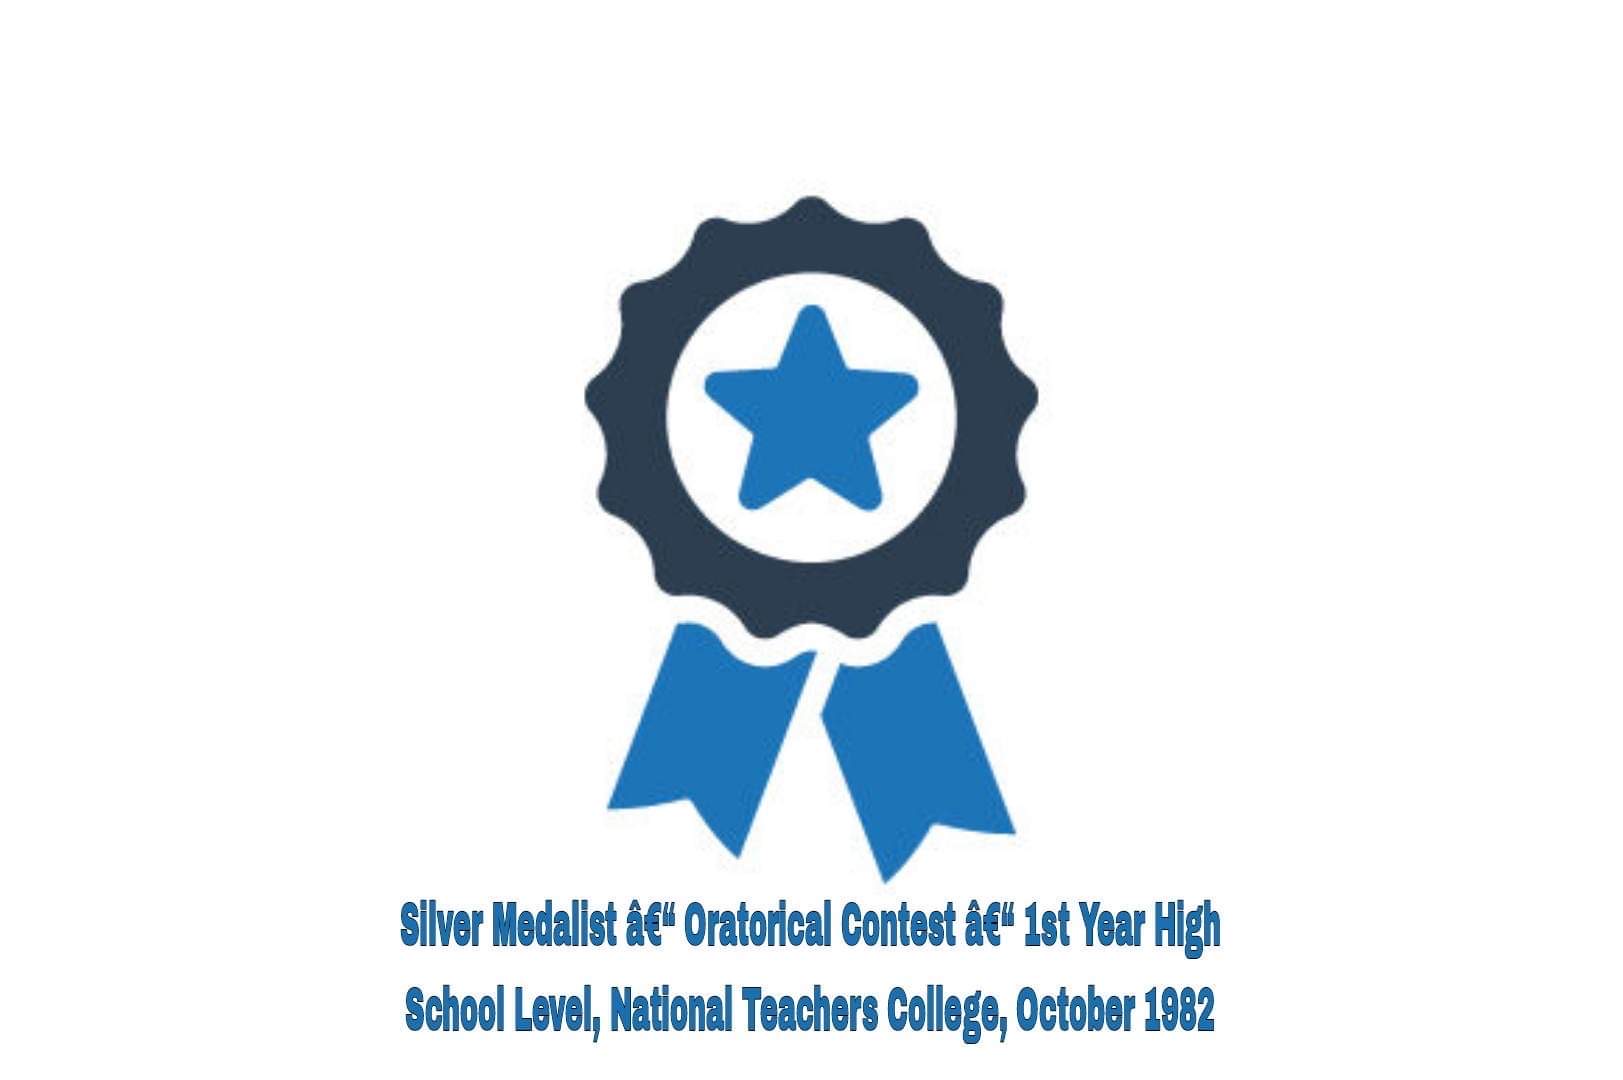 Silver Medalist â€“ Oratorical Contest â€“ 1st Year High
School Level, National Teachers College, October 1982